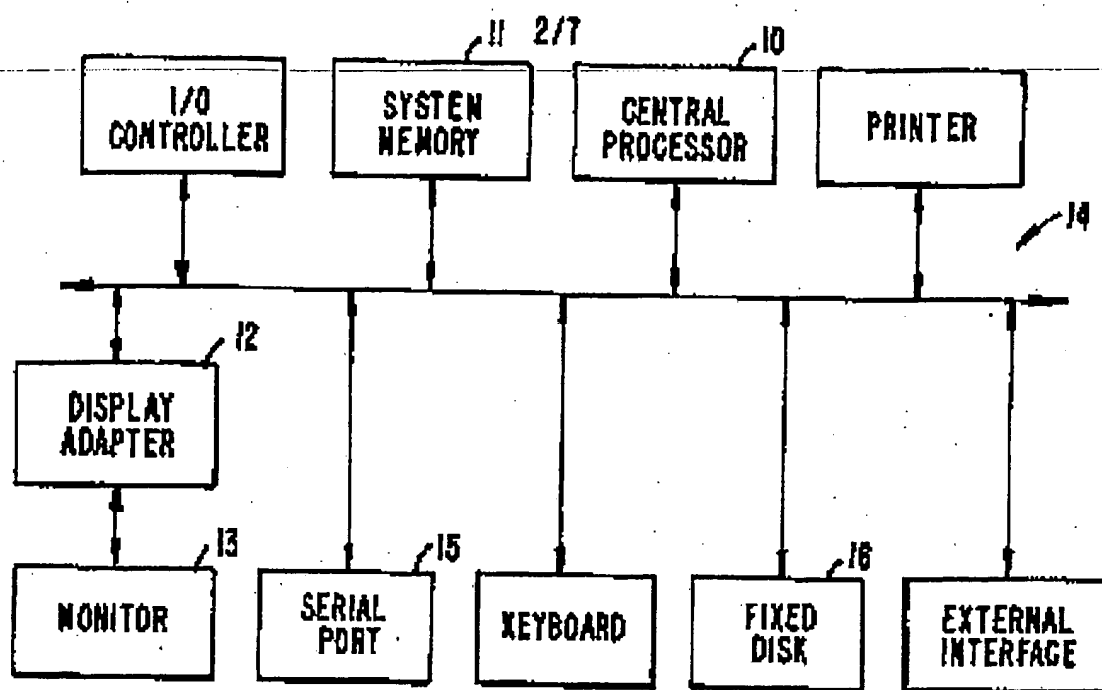 11 2/7 10
I/O
CONTROLLER
SYSTEN
MEMORY
CENTRAL
PROCESSOR
PRINTER
14
12
DISPLAY
ADAPTER
13
MONITOR
15
SERIAL
PORT
KEYBOARD
16
FIXED
DISK
EXTERNAL
INTERFACE